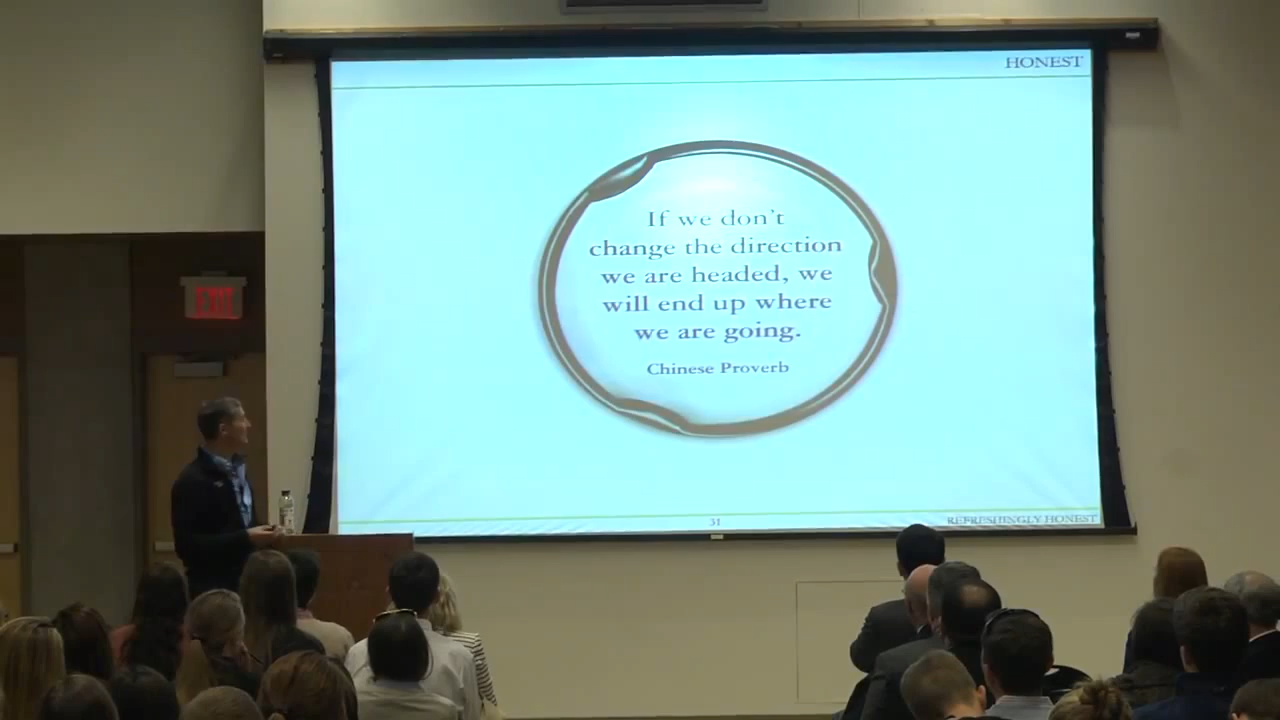 HONEST
If we don't
change the direction
we are headed, we
will end up where
we are going.
Chinese Proverb
31
REFRESHINGLY HONEST
EXIT